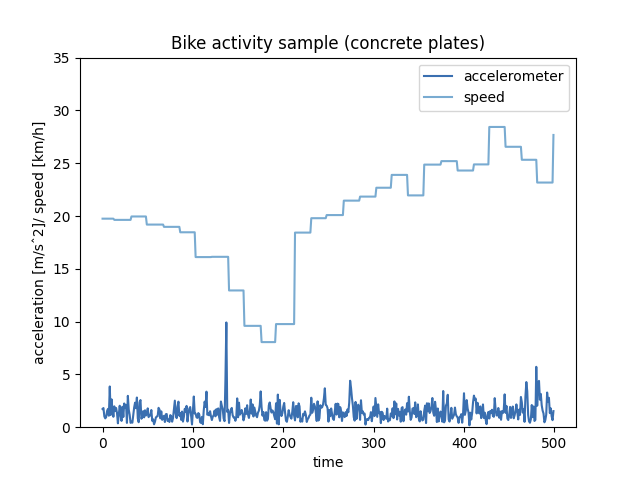 Bike activity sample (concrete plates)
accelerometer
speed
acceleration [m/s^2]/ speed [km/h]
35
30
25
20
15
10
5
0
0 100 200 300 400 500
time